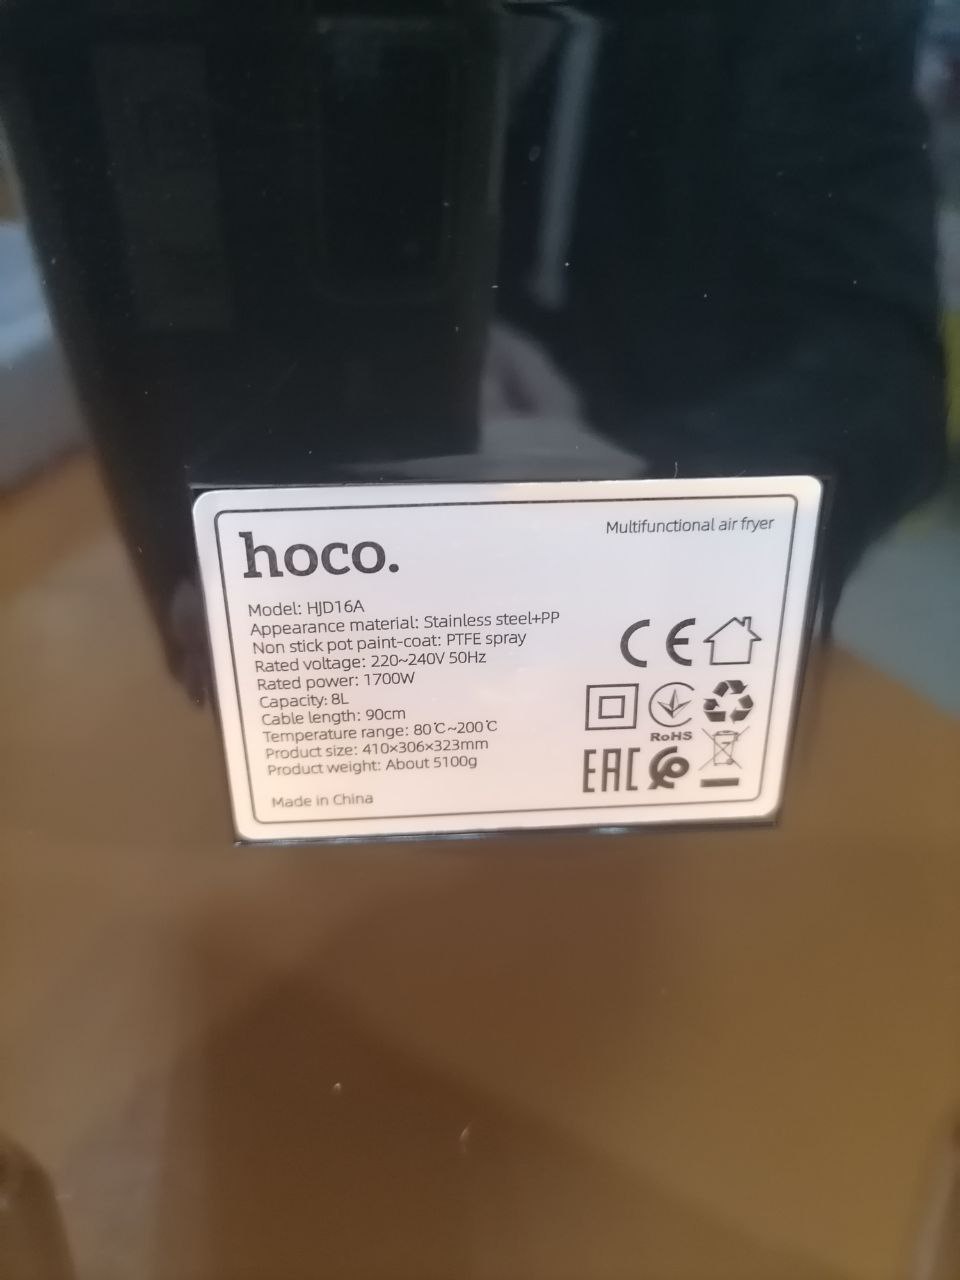 hoco.
Multifunctional air fryer
Model: HJD16A
Appearance material: Stainless steel+PP
Non stick pot paint-coat: PTFE spray
Rated voltage: 220~240V 50Hz
Rated power: 1700W
Capacity: 8L
Cable length: 90cm
Temperature range: 80℃~200℃
Product size: 410×306×323mm
Product weight: About 5100g
Made in China
CE
RoHS
EAC